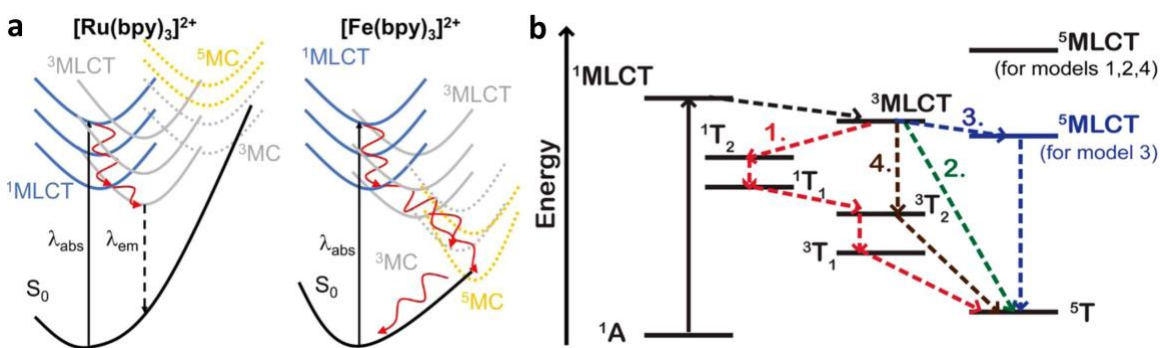 a
[Ru(bpy)₃]²⁺
³MLCT
⁵MC
³MC
¹MLCT
λabs
λem
S₀
[Fe(bpy)₃]²⁺
¹MLCT
³MLCT
λabs
³MC
S₀
⁵MC
b
Energy
¹MLCT
³MLCT
⁵MLCT
(for models 1,2,4)
3.
⁵MLCT
(for model 3)
1.
¹T₂
4.
2.
¹T₁
³T₂
³T₁
¹A
⁵T